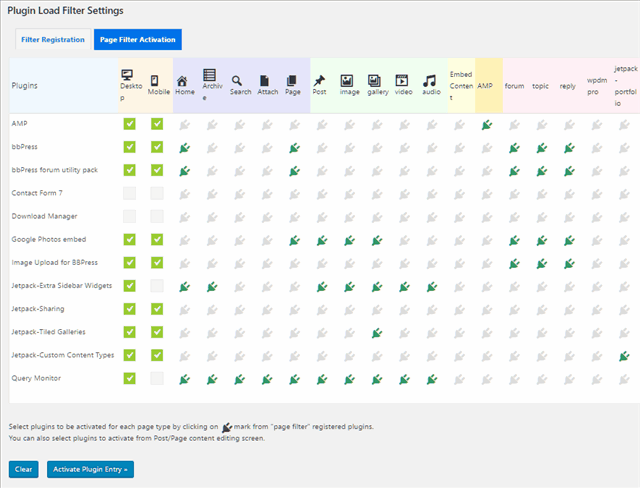 Plugin Load Filter Settings
Filter Registration
Page Filter Activation
Plugins
Deskto
p
Mobile
Home
Archiv
e
Search
Attach
Page
Post
image
gallery
video
audio
Embed
Conten
t
AMP
forum
topic
reply
wpdm
pro
jetpack
-
portfol
io
AMP
bbPress
bbPress forum utility pack
Contact Form 7
Download Manager
Google Photos embed
Image Upload for BBPress
Jetpack-Extra Sidebar Widgets
Jetpack-Sharing
Jetpack-Tiled Galleries
Jetpack-Custom Content Types
Query Monitor
Select plugins to be activated for each page type by clicking on mark from "page filter" registered plugins.
You can also select plugins to activate from Post/Page content editing screen.
Clear
Activate Plugin Entry »